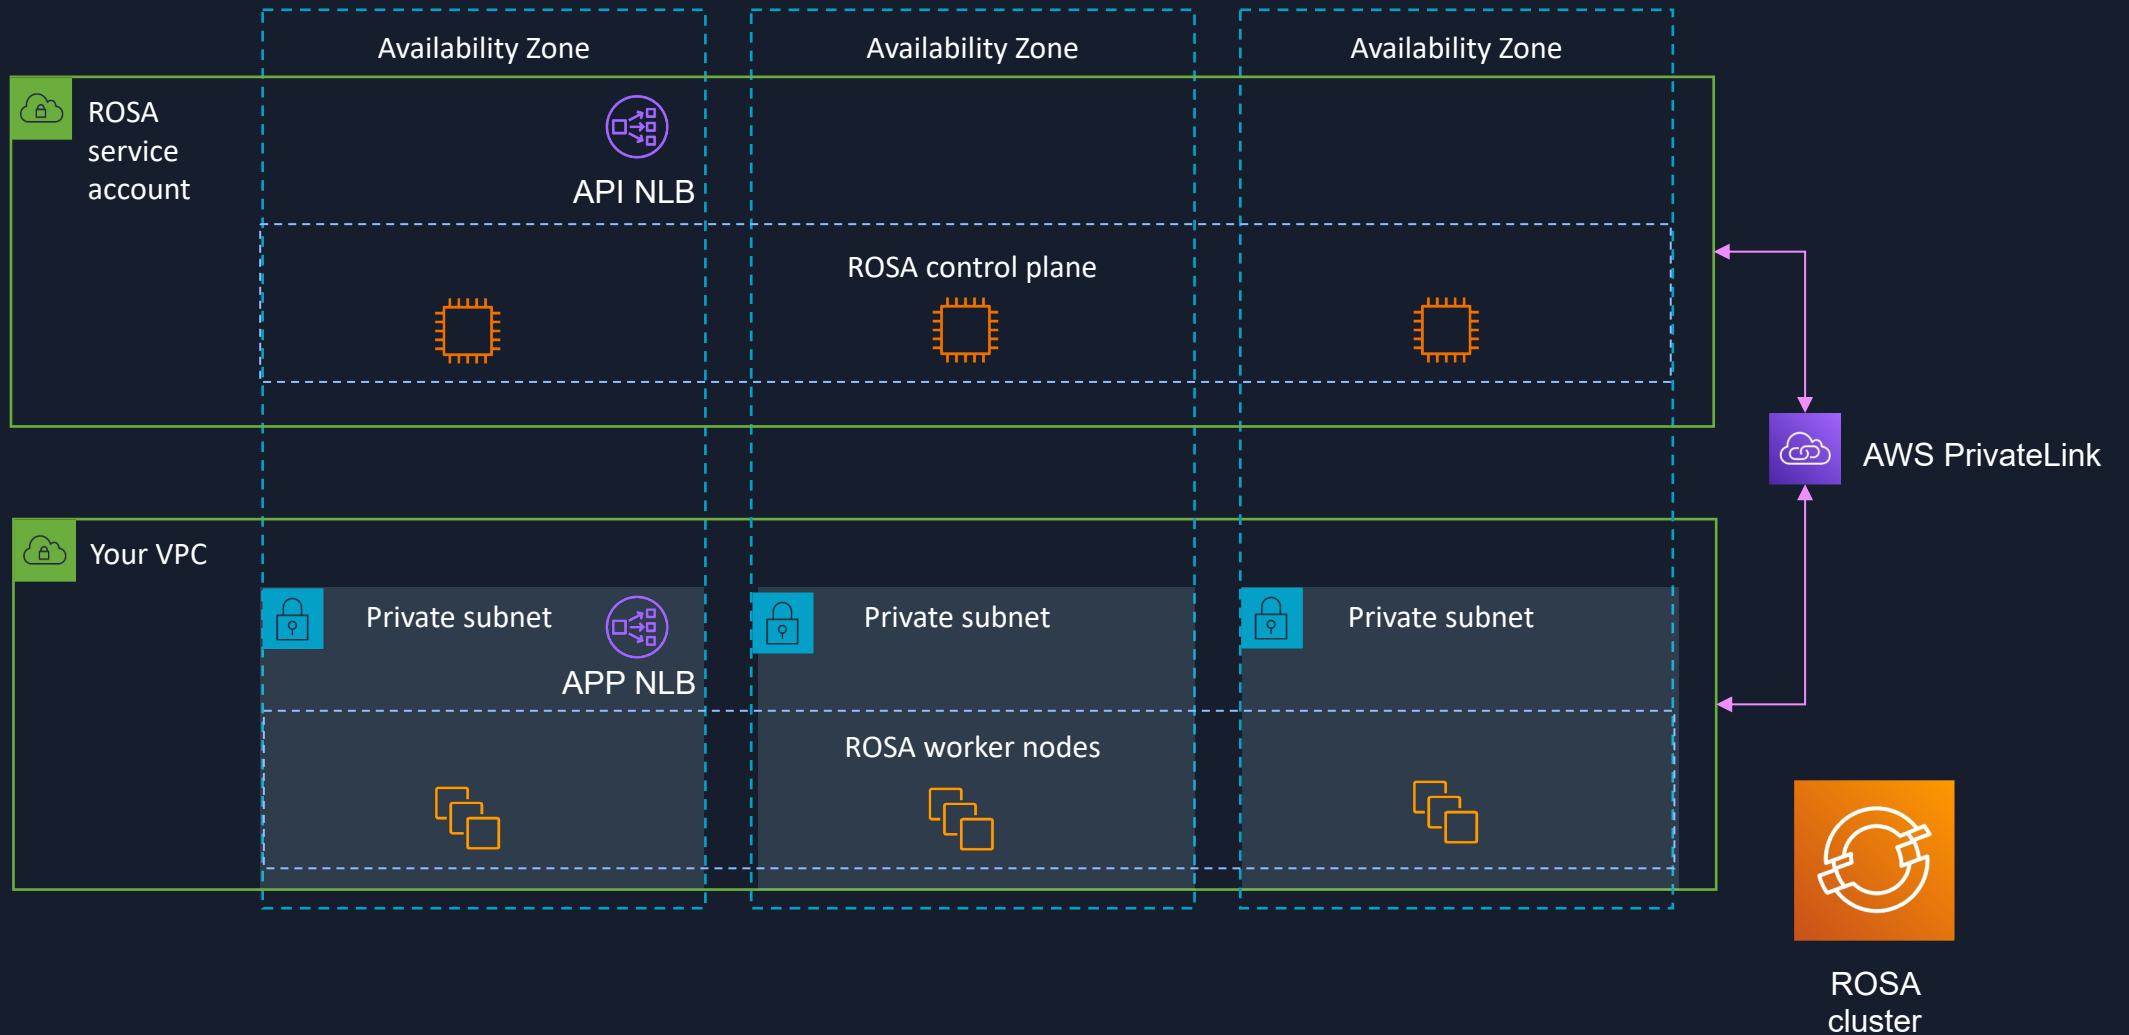 Availability Zone
Availability Zone
Availability Zone
ROSA
service
account
API NLB
ROSA control plane
AWS PrivateLink
Your VPC
Private subnet
Private subnet
Private subnet
APP NLB
ROSA worker nodes
ROSA
cluster